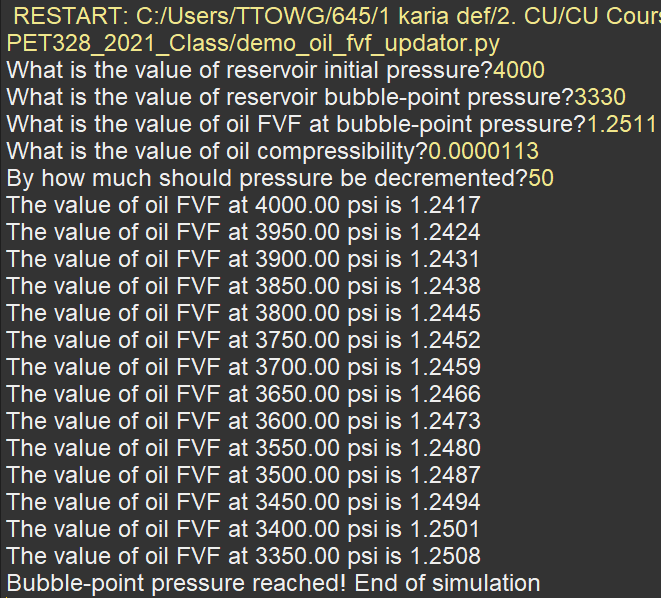 RESTART: C:/Users/TTOWG/645/1 karia def/2. CU/CU Cours
PET328_2021_Class/demo_oil_fvf_updator.py
What is the value of reservoir initial pressure?4000
What is the value of reservoir bubble-point pressure?3330
What is the value of oil FVF at bubble-point pressure?1.2511
What is the value of oil compressibility?0.0000113
By how much should pressure be decremented?50
The value of oil FVF at 4000.00 psi is 1.2417
The value of oil FVF at 3950.00 psi is 1.2424
The value of oil FVF at 3900.00 psi is 1.2431
The value of oil FVF at 3850.00 psi is 1.2438
The value of oil FVF at 3800.00 psi is 1.2445
The value of oil FVF at 3750.00 psi is 1.2452
The value of oil FVF at 3700.00 psi is 1.2459
The value of oil FVF at 3650.00 psi is 1.2466
The value of oil FVF at 3600.00 psi is 1.2473
The value of oil FVF at 3550.00 psi is 1.2480
The value of oil FVF at 3500.00 psi is 1.2487
The value of oil FVF at 3450.00 psi is 1.2494
The value of oil FVF at 3400.00 psi is 1.2501
The value of oil FVF at 3350.00 psi is 1.2508
Bubble-point pressure reached! End of simulation